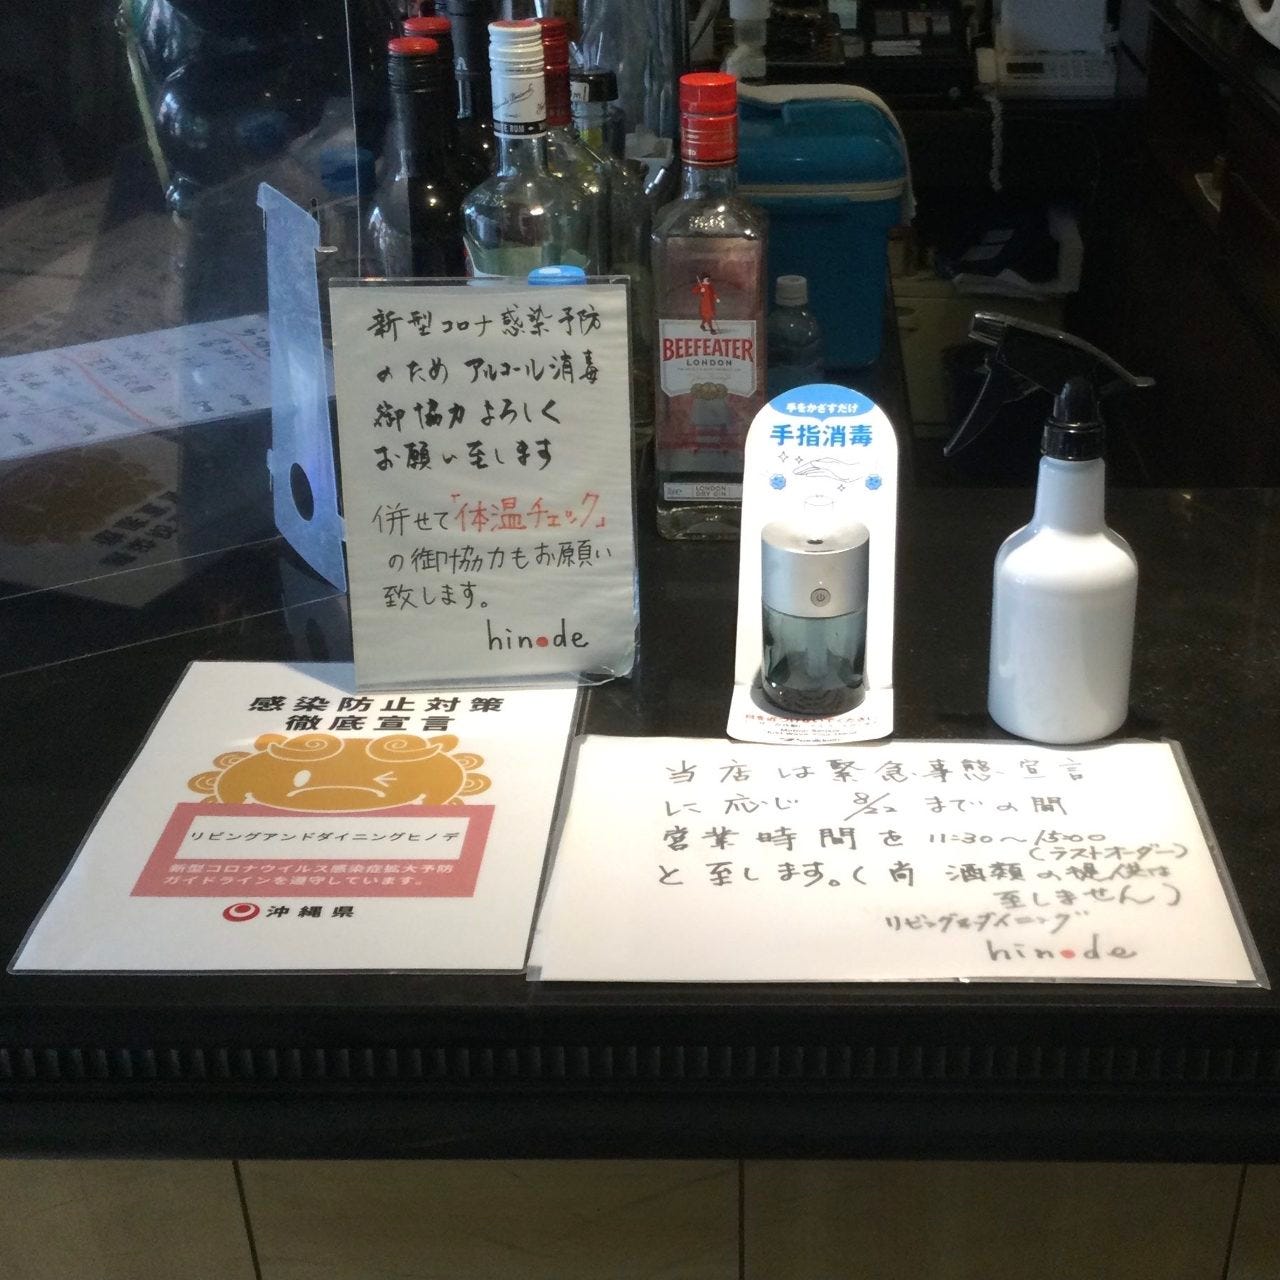 新型コロナ感染予防
のため アルコール消毒
御協力よろしく
お願い至します
併せて「体温チェック」
の御協力もお願い
致します。
hinode
BEEFEATER
LONDON
LONDON
DRY GIN
手をかざすだけ
手指消毒
感染防止対策
徹底宣言
リビングアンドダイニングヒノデ
新型コロナウイルス感染症拡大予防
ガイドラインを遵守しています。
沖縄県
当店は緊急事態宣言
に応じ 8/22 までの間
営業時間を 11:30～15:00
(ラストオーダー)
と至します。(尚 酒類の提供は
至しません)
リビング&ダイニング
hinode